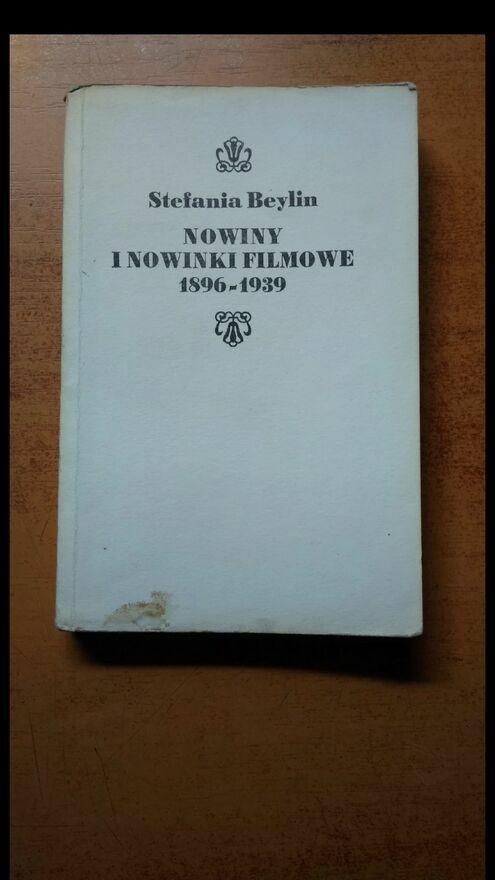 Stefania Beylin
NOWINY
I NOWINKI FILMOWE
1896-1939